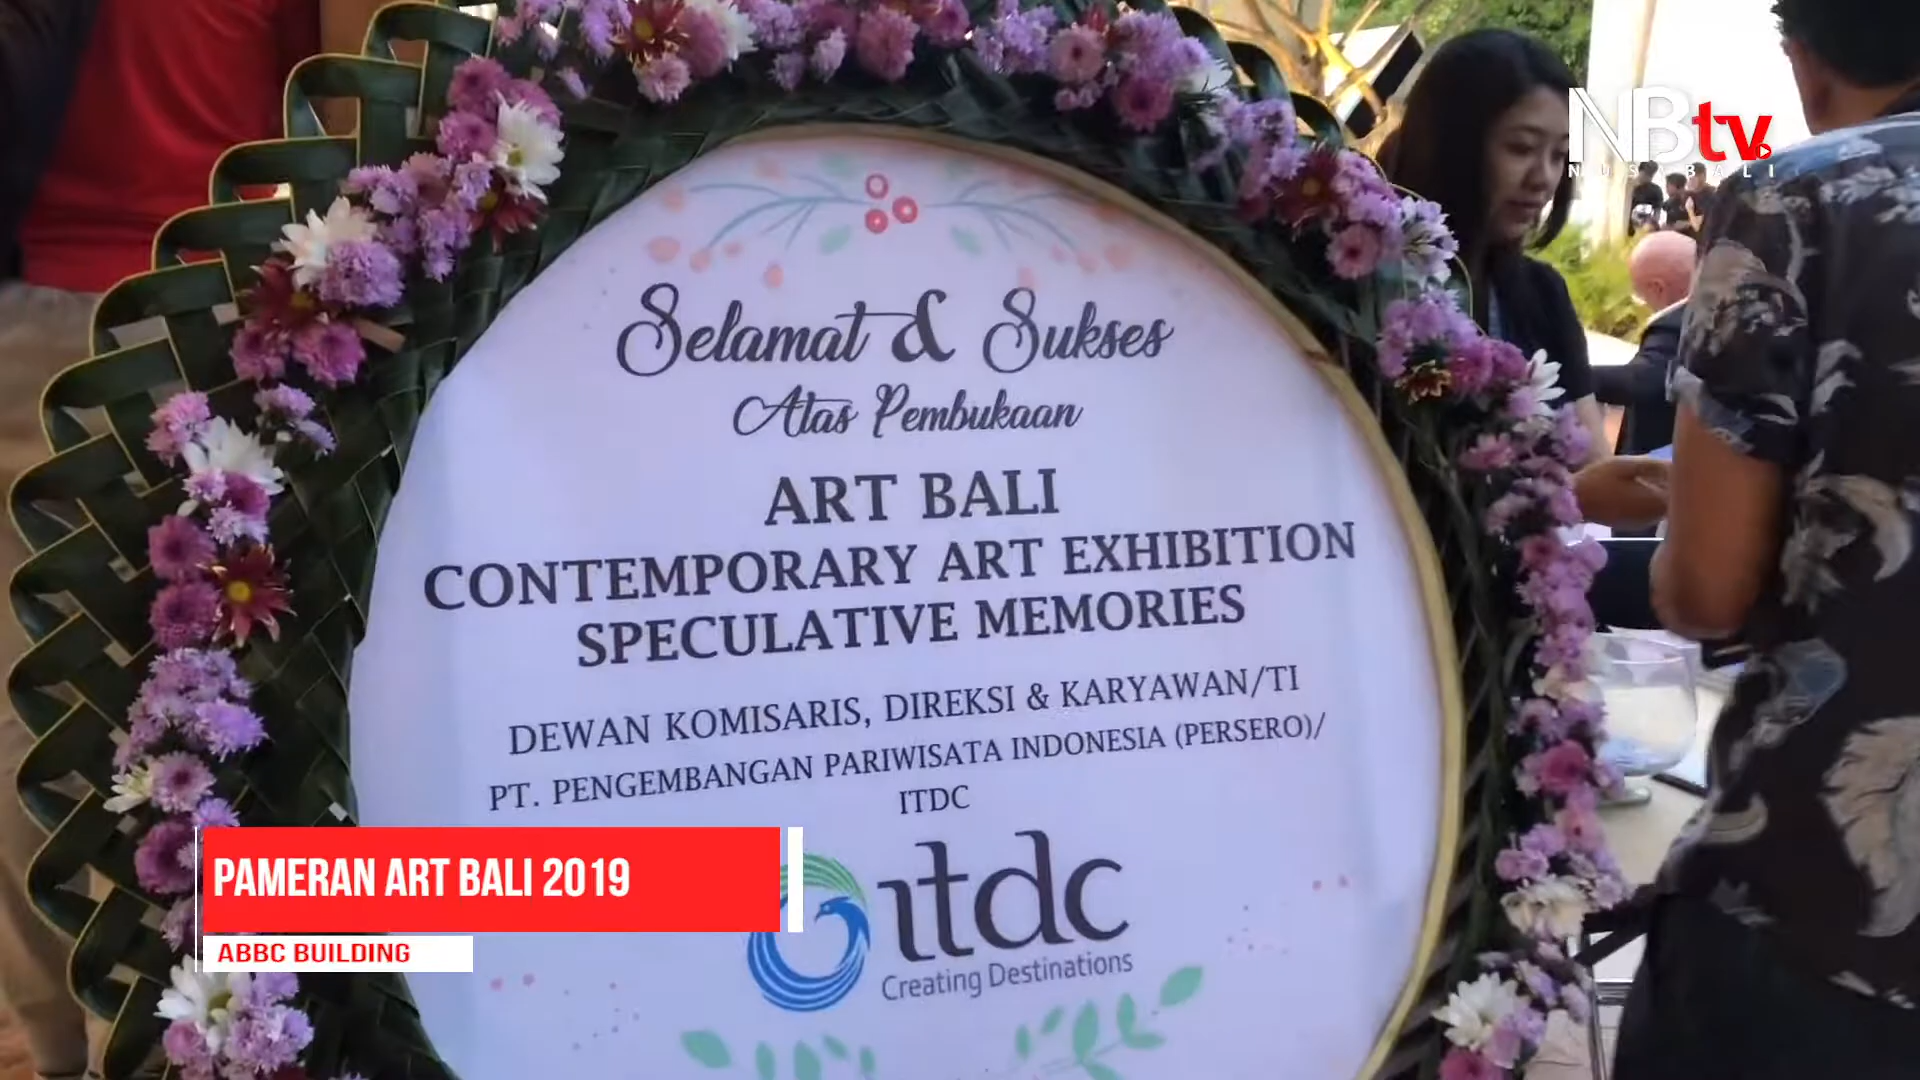 NBtv
NUSABALI
Selamat & Sukses
Atas Pembukaan
ART BALI
CONTEMPORARY ART EXHIBITION
SPECULATIVE MEMORIES
DEWAN KOMISARIS, DIREKSI & KARYAWAN/TI
PT. PENGEMBANGAN PARIWISATA INDONESIA (PERSERO)/
ITDC
itdc
Creating Destinations
PAMERAN ART BALI 2019
ABBC BUILDING